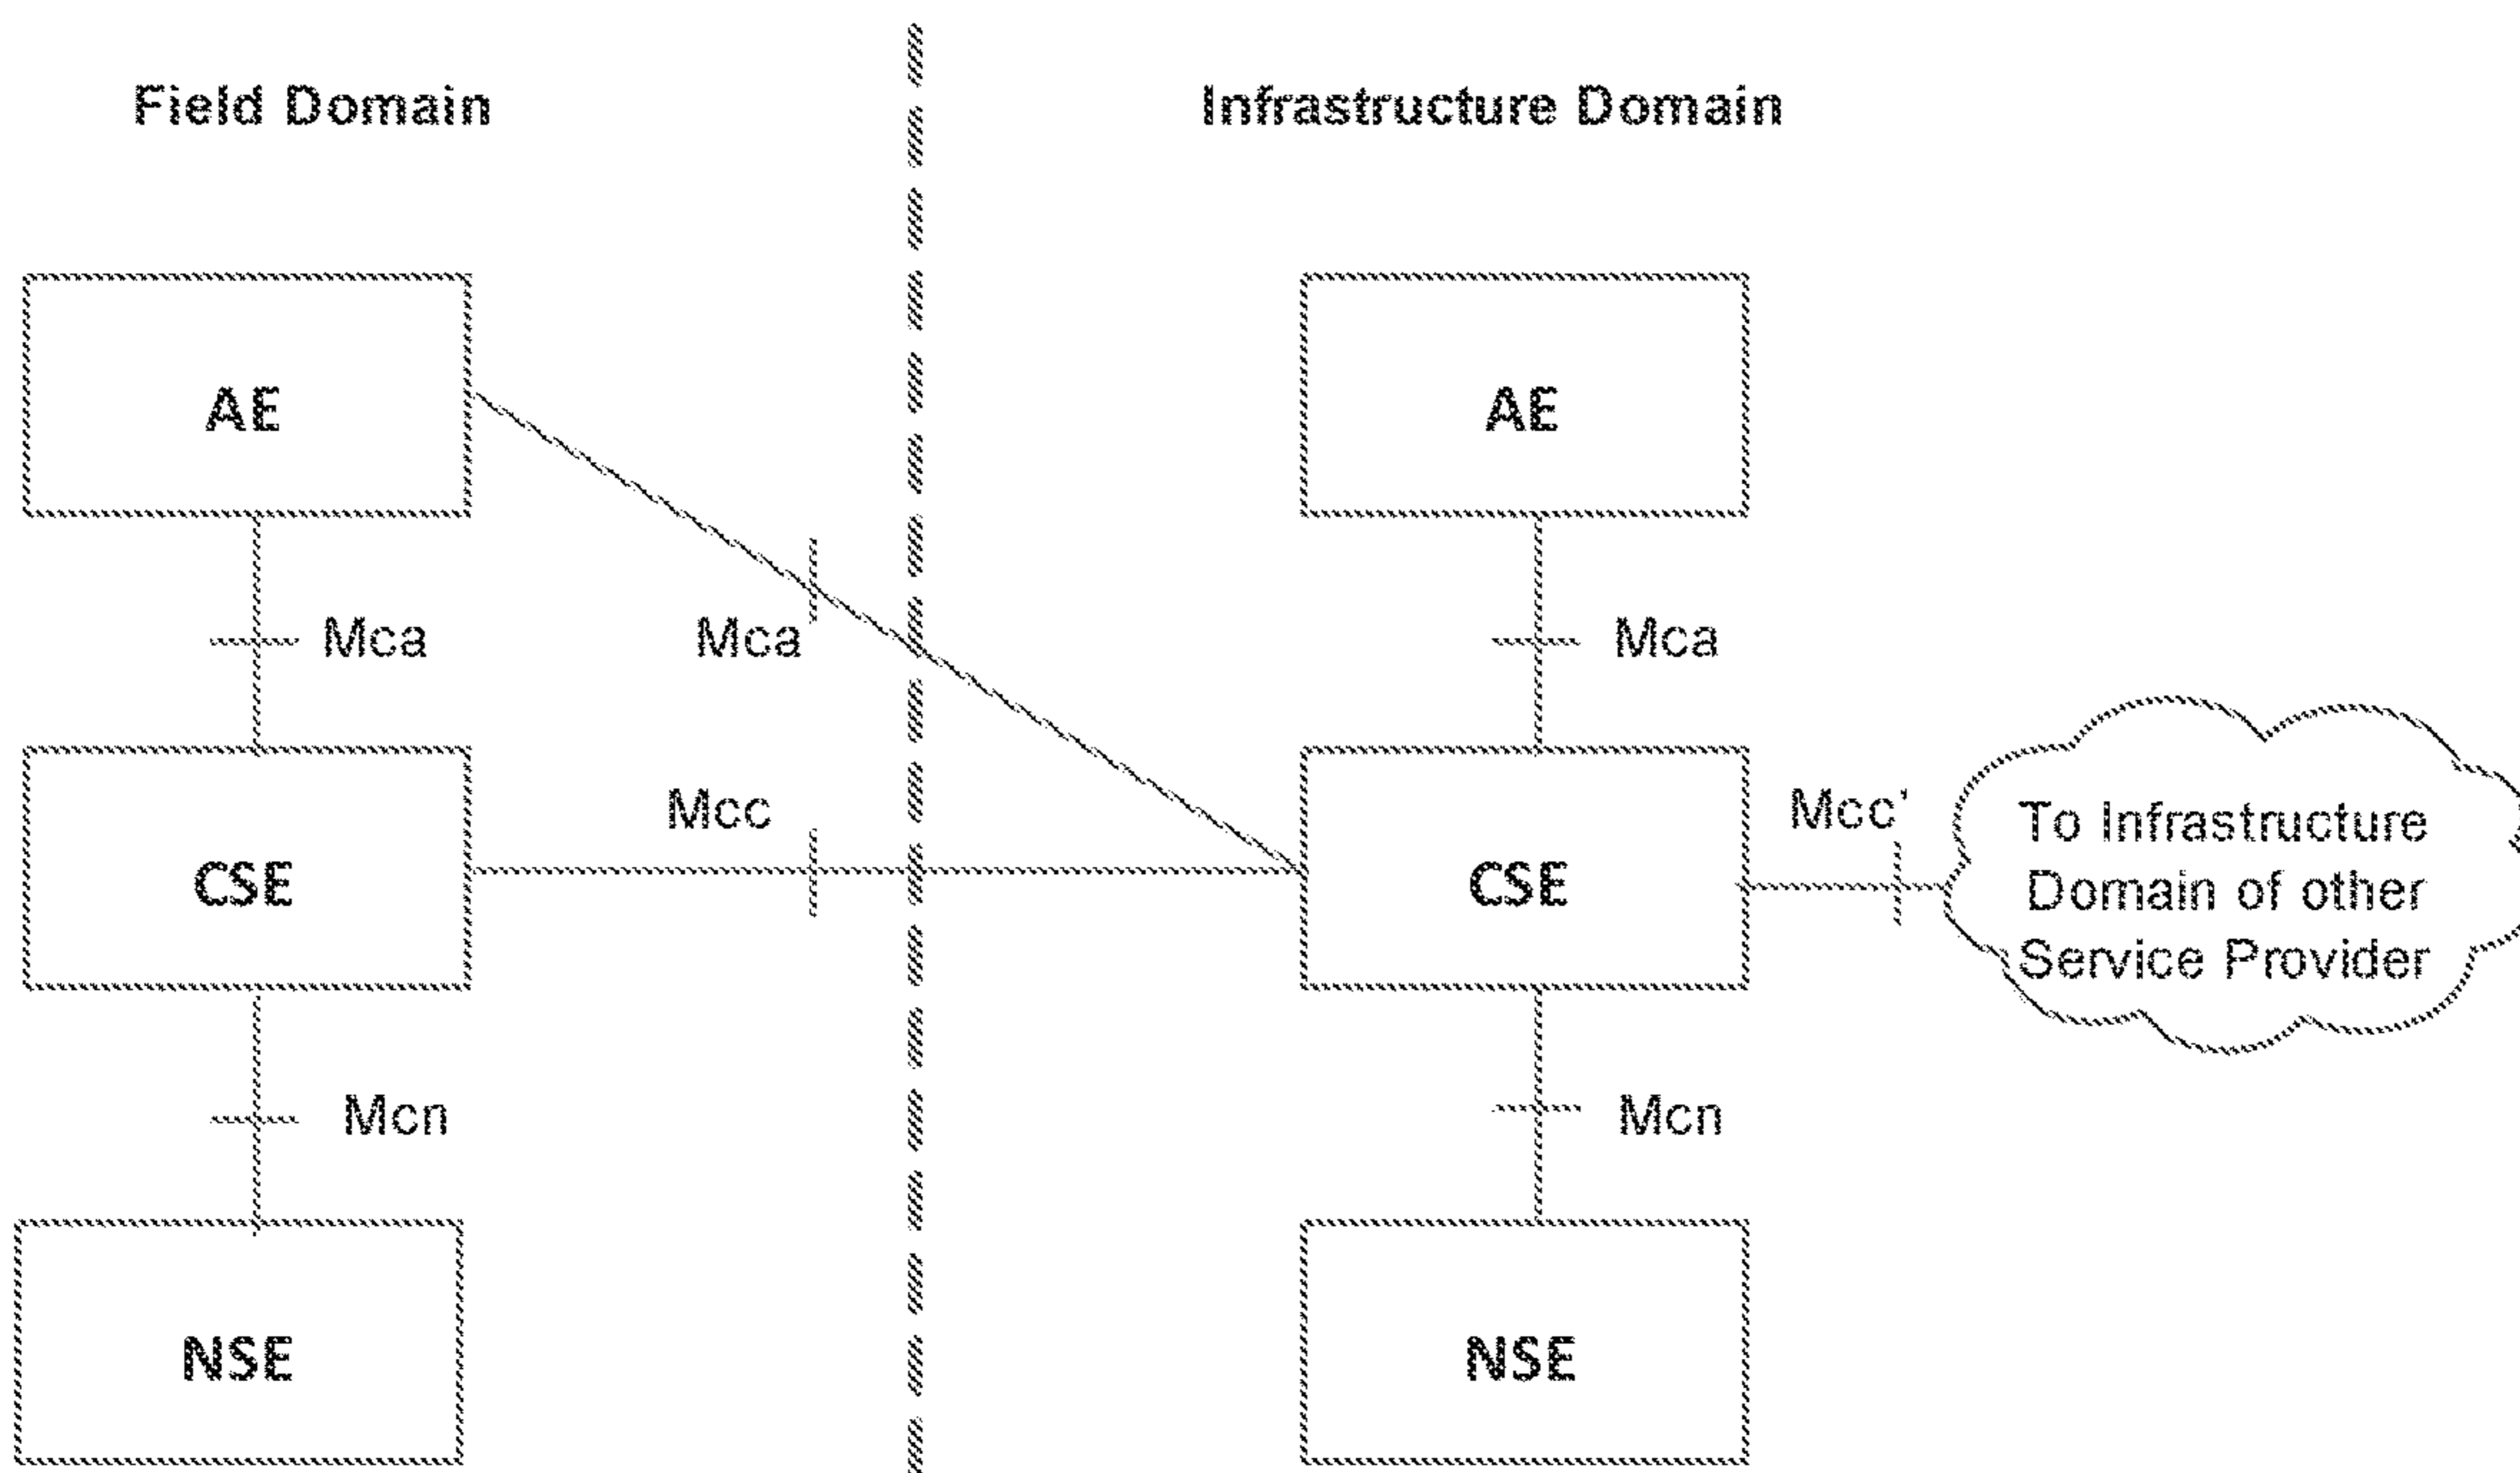 Field Domain
Infrastructure Domain
AE
AE
Mca
Mca
Mca
Mcc
Mcc'
CSE
CSE
To Infrastructure
Domain of other
Service Provider
Mcn
Mcn
NSE
NSE